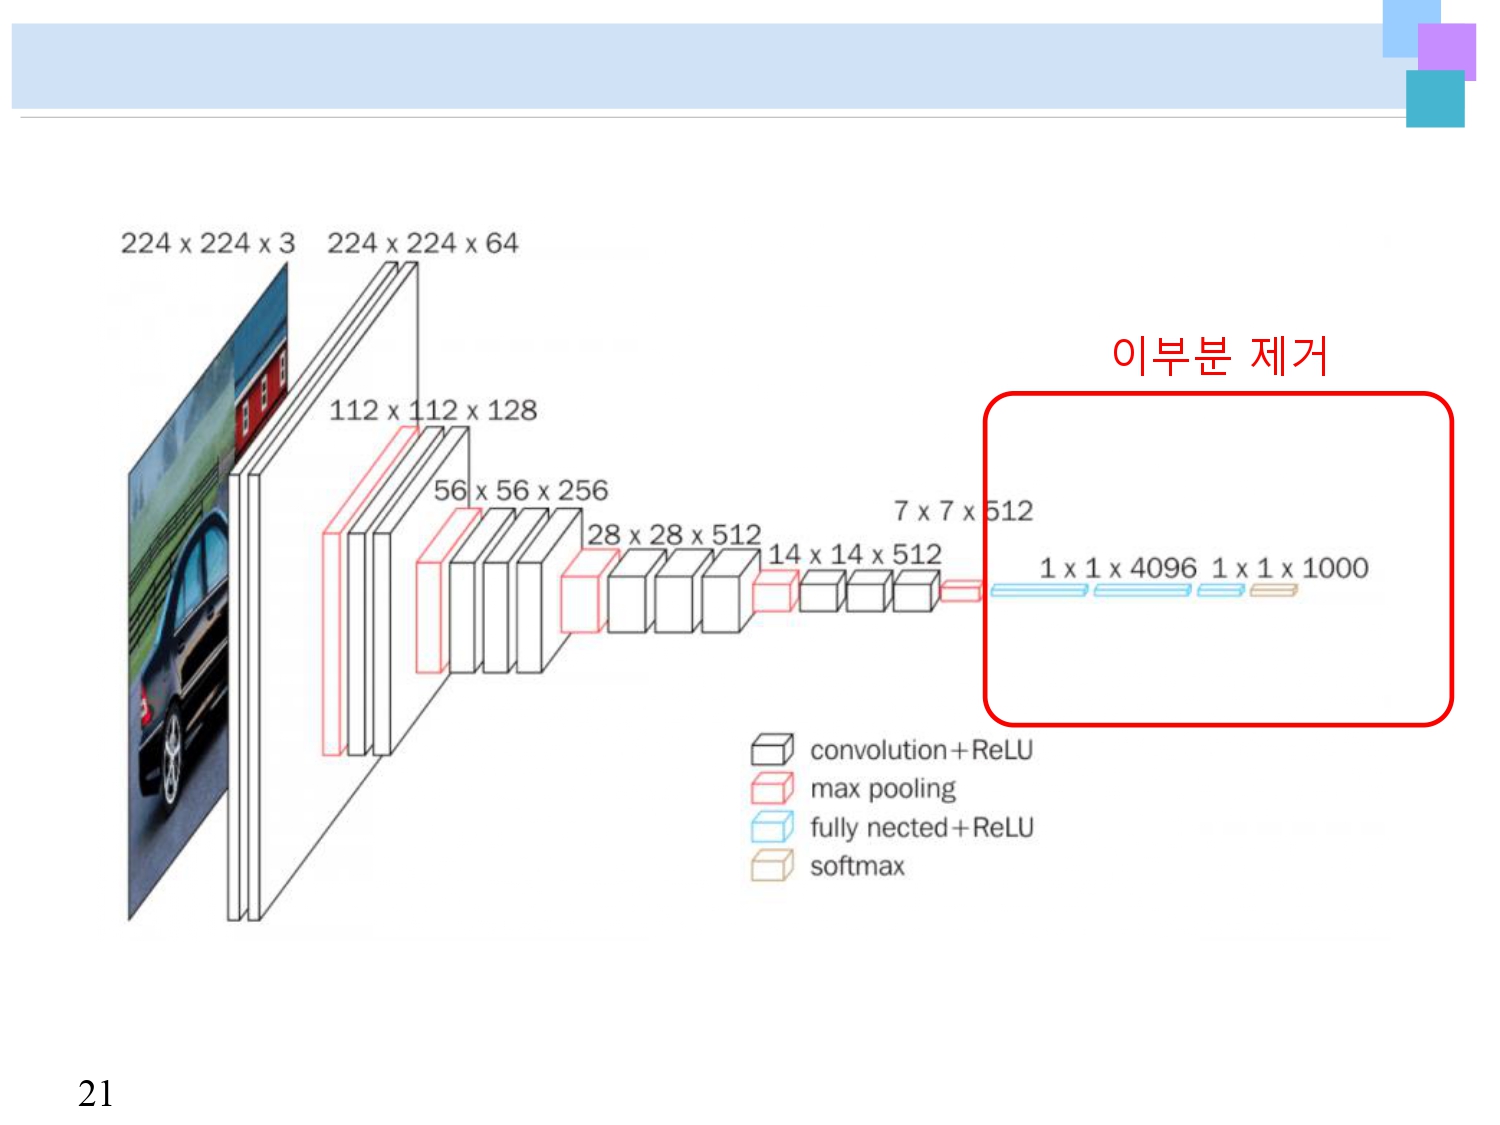 224 x 224 x 3
224 x 224 x 64
112 x 112 x 128
56 x 56 x 256
28 x 28 x 512
14 x 14 x 512
7 x 7 x 512
이부분 제거
1 x 1 x 4096
1 x 1 x 1000
convolution+ReLU
max pooling
fully nected+ReLU
softmax
21